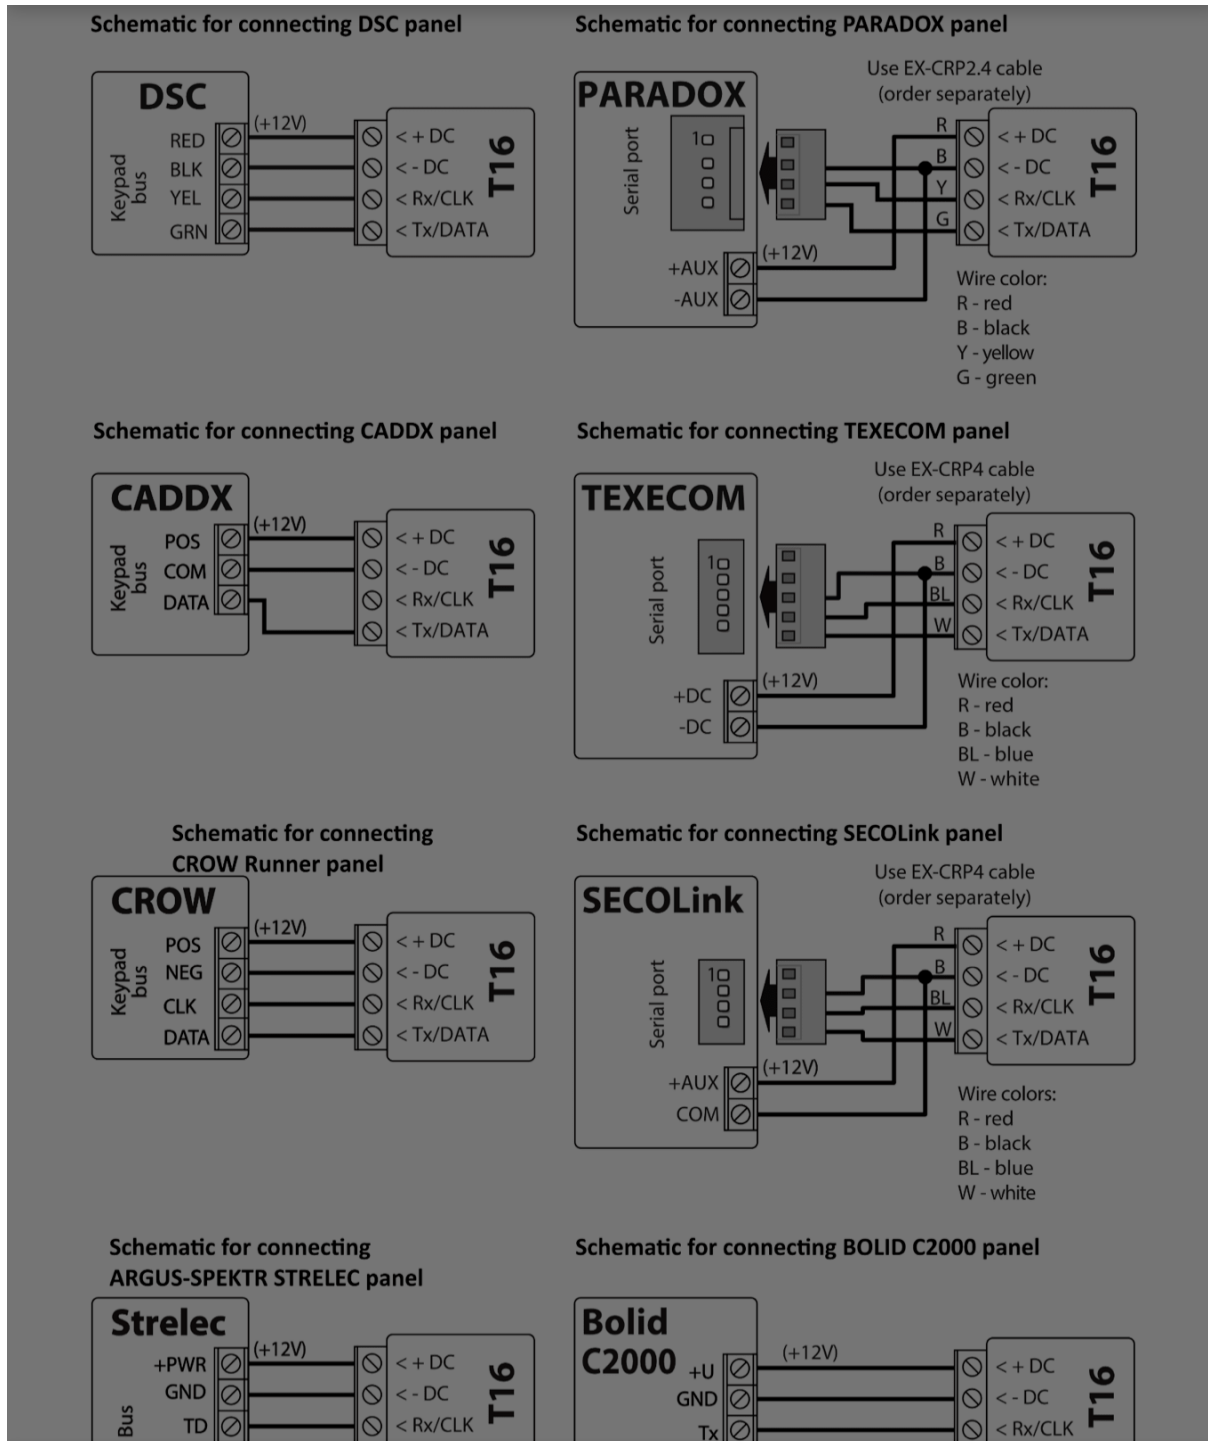 Schematic for connecting DSC panel
DSC
Keypad
bus
RED
BLK
YEL
GRN
(+12V)
< + DC
< - DC
< Rx/CLK
< Tx/DATA
T16
Schematic for connecting PARADOX panel
Use EX-CRP2.4 cable
(order separately)
PARADOX
Serial port
1
+AUX
-AUX
(+12V)
R
B
Y
G
< + DC
< - DC
< Rx/CLK
< Tx/DATA
T16
Wire color:
R - red
B - black
Y - yellow
G - green
Schematic for connecting CADDX panel
CADDX
Keypad
bus
POS
COM
DATA
(+12V)
< + DC
< - DC
< Rx/CLK
< Tx/DATA
T16
Schematic for connecting TEXECOM panel
Use EX-CRP4 cable
(order separately)
TEXECOM
Serial port
1
+DC
-DC
(+12V)
R
B
BL
W
< + DC
< - DC
< Rx/CLK
< Tx/DATA
T16
Wire color:
R - red
B - black
BL - blue
W - white
Schematic for connecting
CROW Runner panel
CROW
Keypad
bus
POS
NEG
CLK
DATA
(+12V)
< + DC
< - DC
< Rx/CLK
< Tx/DATA
T16
Schematic for connecting SECOLink panel
Use EX-CRP4 cable
(order separately)
SECOLink
Serial port
1
+AUX
COM
(+12V)
R
B
BL
W
< + DC
< - DC
< Rx/CLK
< Tx/DATA
T16
Wire colors:
R - red
B - black
BL - blue
W - white
Schematic for connecting
ARGUS-SPEKTR STRELEC panel
Strelec
Bus
+PWR
GND
TD
(+12V)
< + DC
< - DC
< Rx/CLK
T16
Schematic for connecting BOLID C2000 panel
Bolid
C2000
+U
GND
Tx
(+12V)
< + DC
< - DC
< Rx/CLK
T16